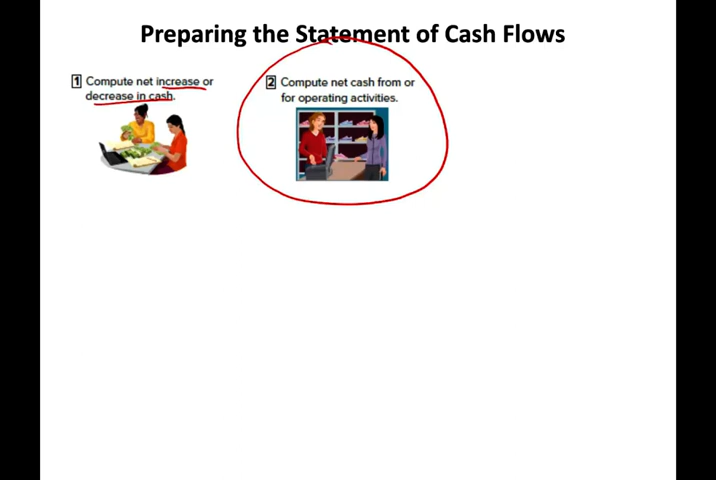 Preparing the Statement of Cash Flows
1 Compute net increase or
decrease in cash.
2 Compute net cash from or
for operating activities.